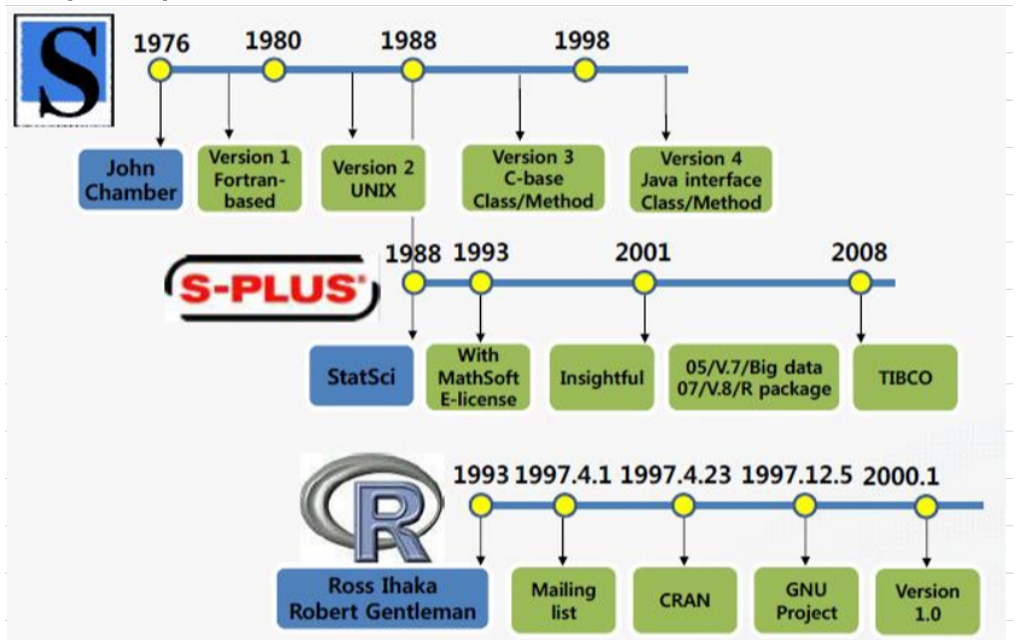 S
1976 1980 1988 1998
John
Chamber
Version 1
Fortran-
based
Version 2
UNIX
Version 3
C-base
Class/Method
Version 4
Java interface
Class/Method
S-PLUS
1988 1993 2001 2008
StatSci
With
MathSoft
E-license
Insightful
05/V.7/Big data
07/V.8/R package
TIBCO
R
1993 1997.4.1 1997.4.23 1997.12.5 2000.1
Ross Ihaka
Robert Gentleman
Mailing
list
CRAN
GNU
Project
Version
1.0